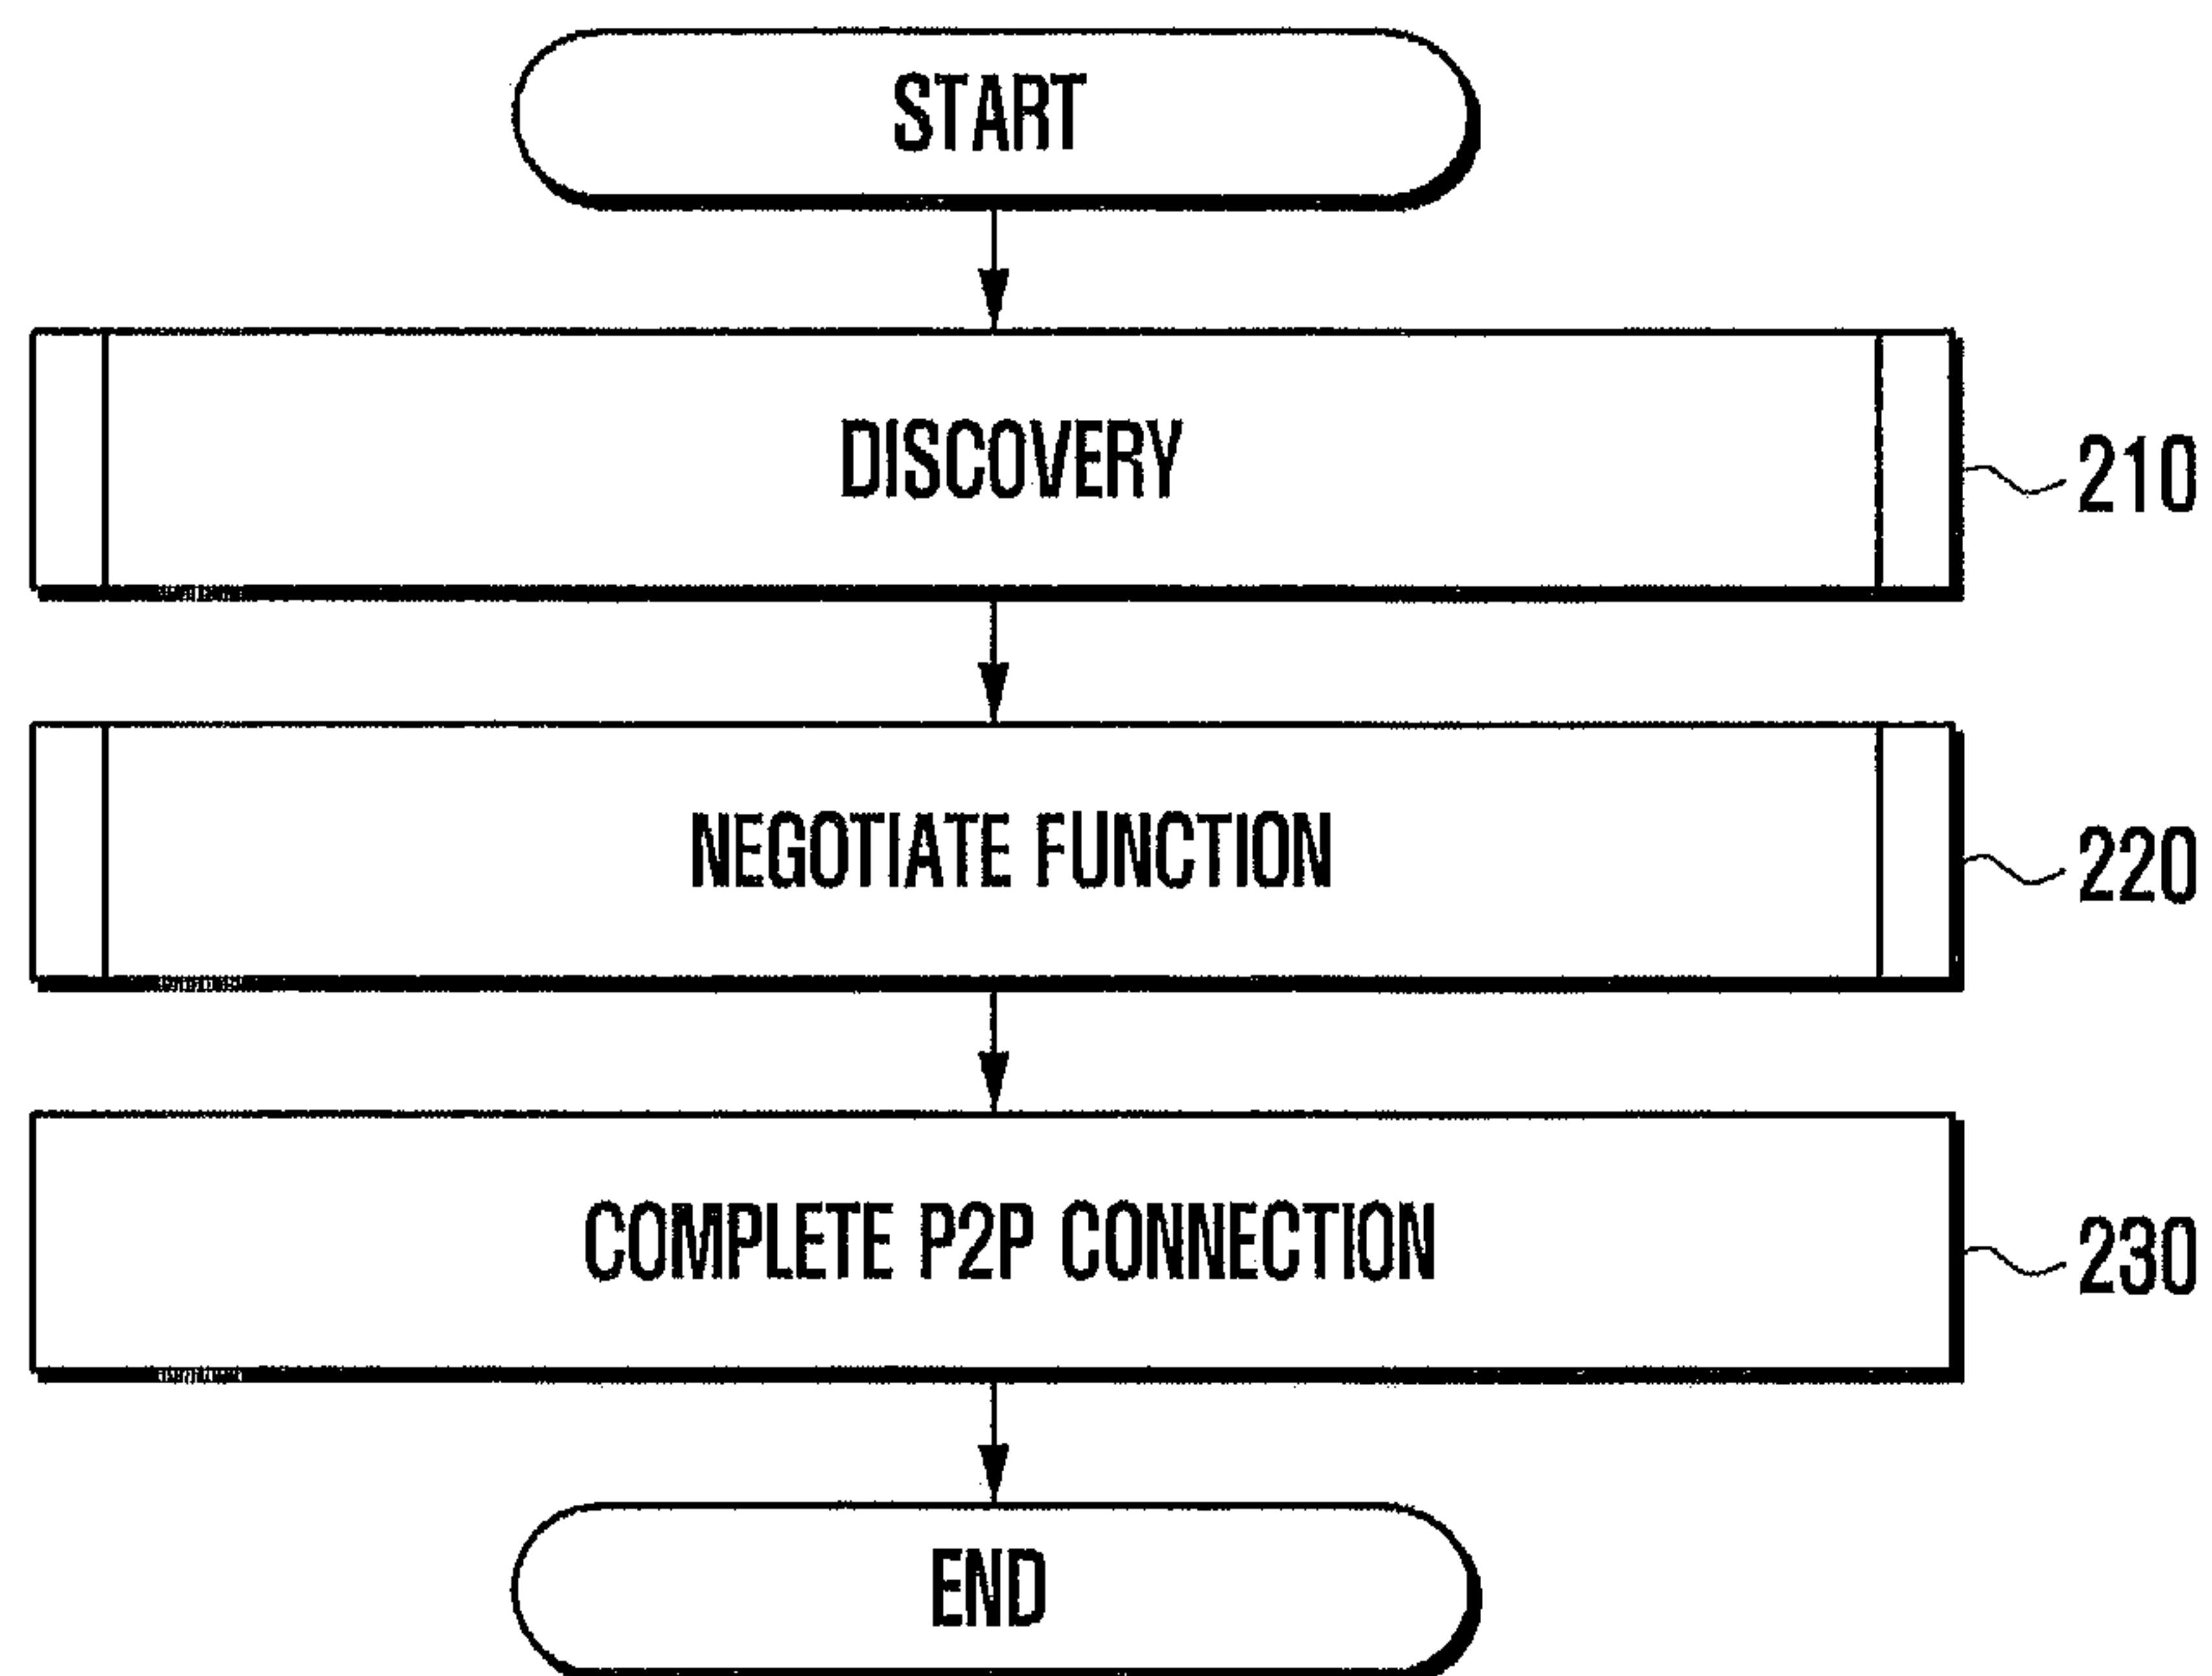 START
DISCOVERY
210
NEGOTIATE FUNCTION
220
COMPLETE P2P CONNECTION
230
END